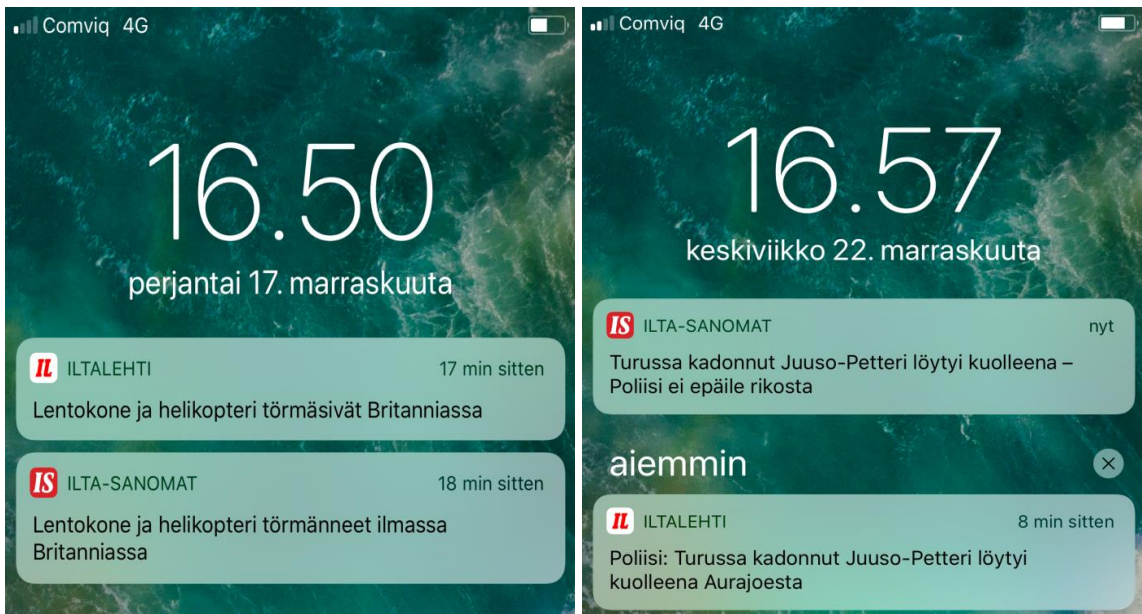 Comviq 4G
16.50
perjantai 17. marraskuuta
IL ILTALEHTI 17 min sitten
Lentokone ja helikopteri törmäsivät Britanniassa
IS ILTA-SANOMAT 18 min sitten
Lentokone ja helikopteri törmänneet ilmassa
Britanniassa
Comviq 4G
16.57
keskiviikko 22. marraskuuta
IS ILTA-SANOMAT nyt
Turussa kadonnut Juuso-Petteri löytyi kuolleena –
Poliisi ei epäile rikosta
aiemmin
IL ILTALEHTI 8 min sitten
Poliisi: Turussa kadonnut Juuso-Petteri löytyi
kuolleena Aurajoesta